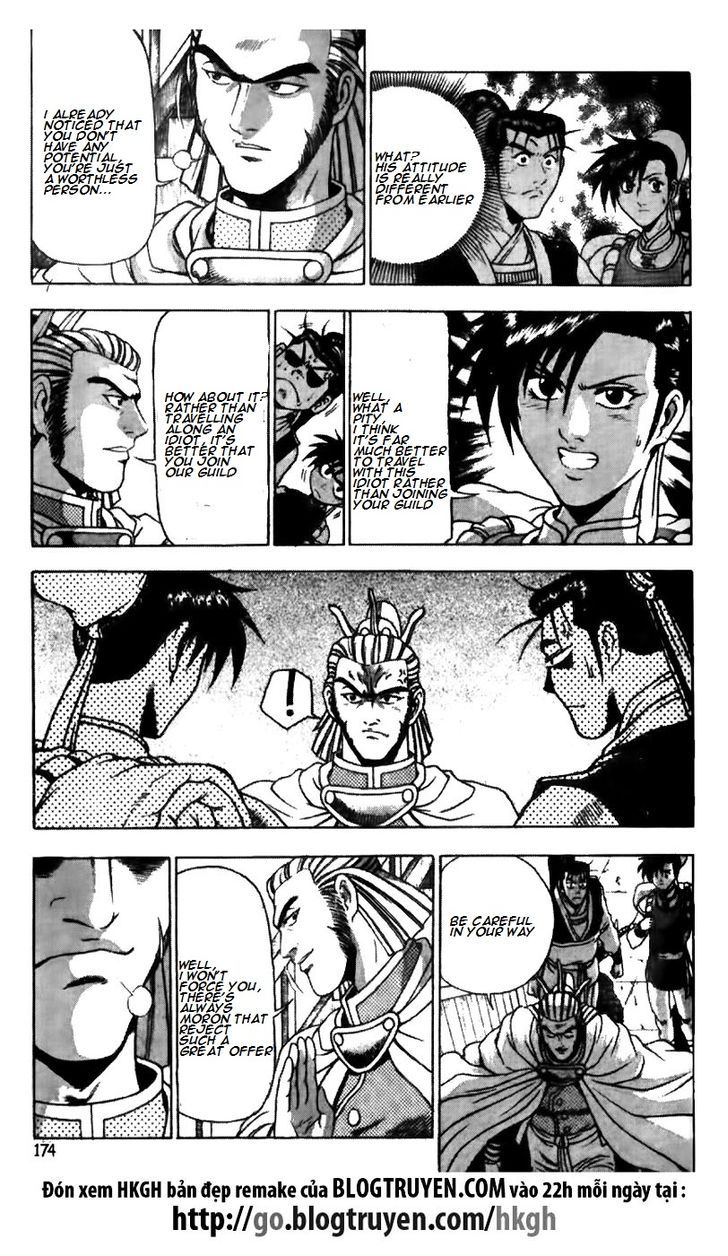 I ALREADY
NOTICED THAT
YOU DON'T
HAVE ANY
POTENTIAL,
YOU'RE JUST
A WORTHLESS
PERSON...
WHAT?
HIS ATTITUDE
IS REALLY
DIFFERENT
FROM EARLIER
HOW ABOUT IT?
RATHER THAN
TRAVELLING
ALONG AN
IDIOT, IT'S
BETTER THAT
YOU JOIN
OUR GUILD
WELL,
WHAT A
PITY,
I THINK
IT'S FAR
MUCH BETTER
TO TRAVEL
WITH THIS
IDIOT RATHER
THAN JOINING
YOUR GUILD
!
WELL,
I WON'T
FORCE YOU,
THERE'S
ALWAYS
MORON THAT
REJECT
SUCH A
GREAT OFFER
BE CAREFUL
IN YOUR WAY
174
Đón xem HKGH bản đẹp remake của BLOGTRUYEN.COM vào 22h mỗi ngày tại :
http://go.blogtruyen.com/hkgh